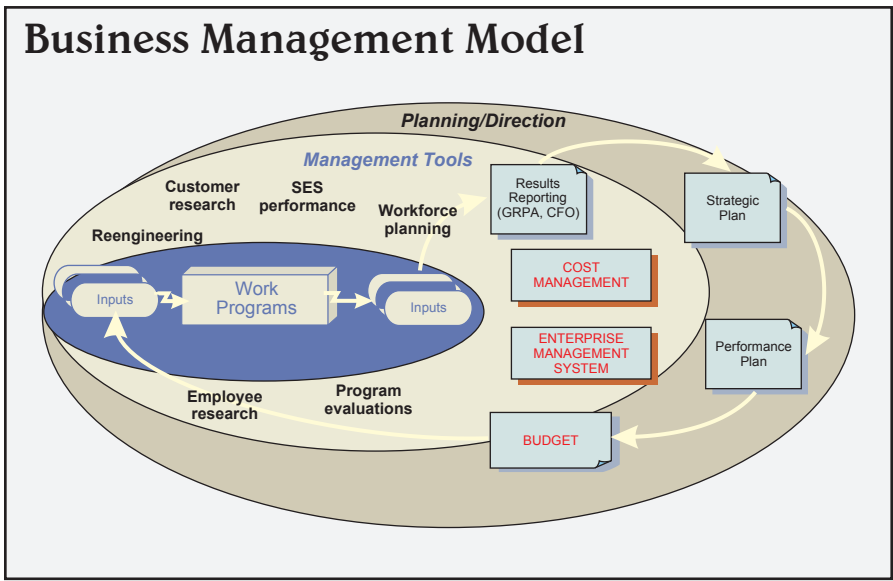 Business Management Model
Planning/Direction
Management Tools
Customer
research
SES
performance
Workforce
planning
Reengineering
Results
Reporting
(GRPA, CFO)
Strategic
Plan
COST
MANAGEMENT
Inputs
Work
Programs
Inputs
ENTERPRISE
MANAGEMENT
SYSTEM
Performance
Plan
Employee
research
Program
evaluations
BUDGET